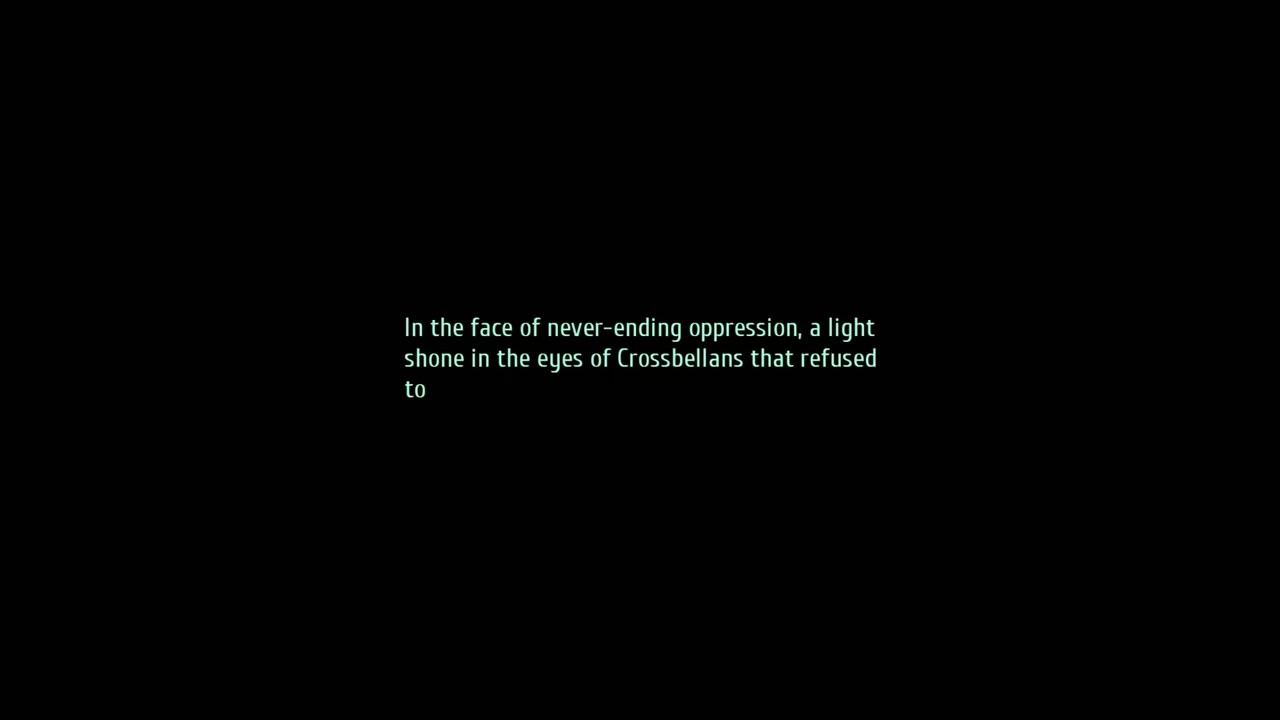 In the face of never-ending oppression, a light
shone in the eyes of Crossbellans that refused
to